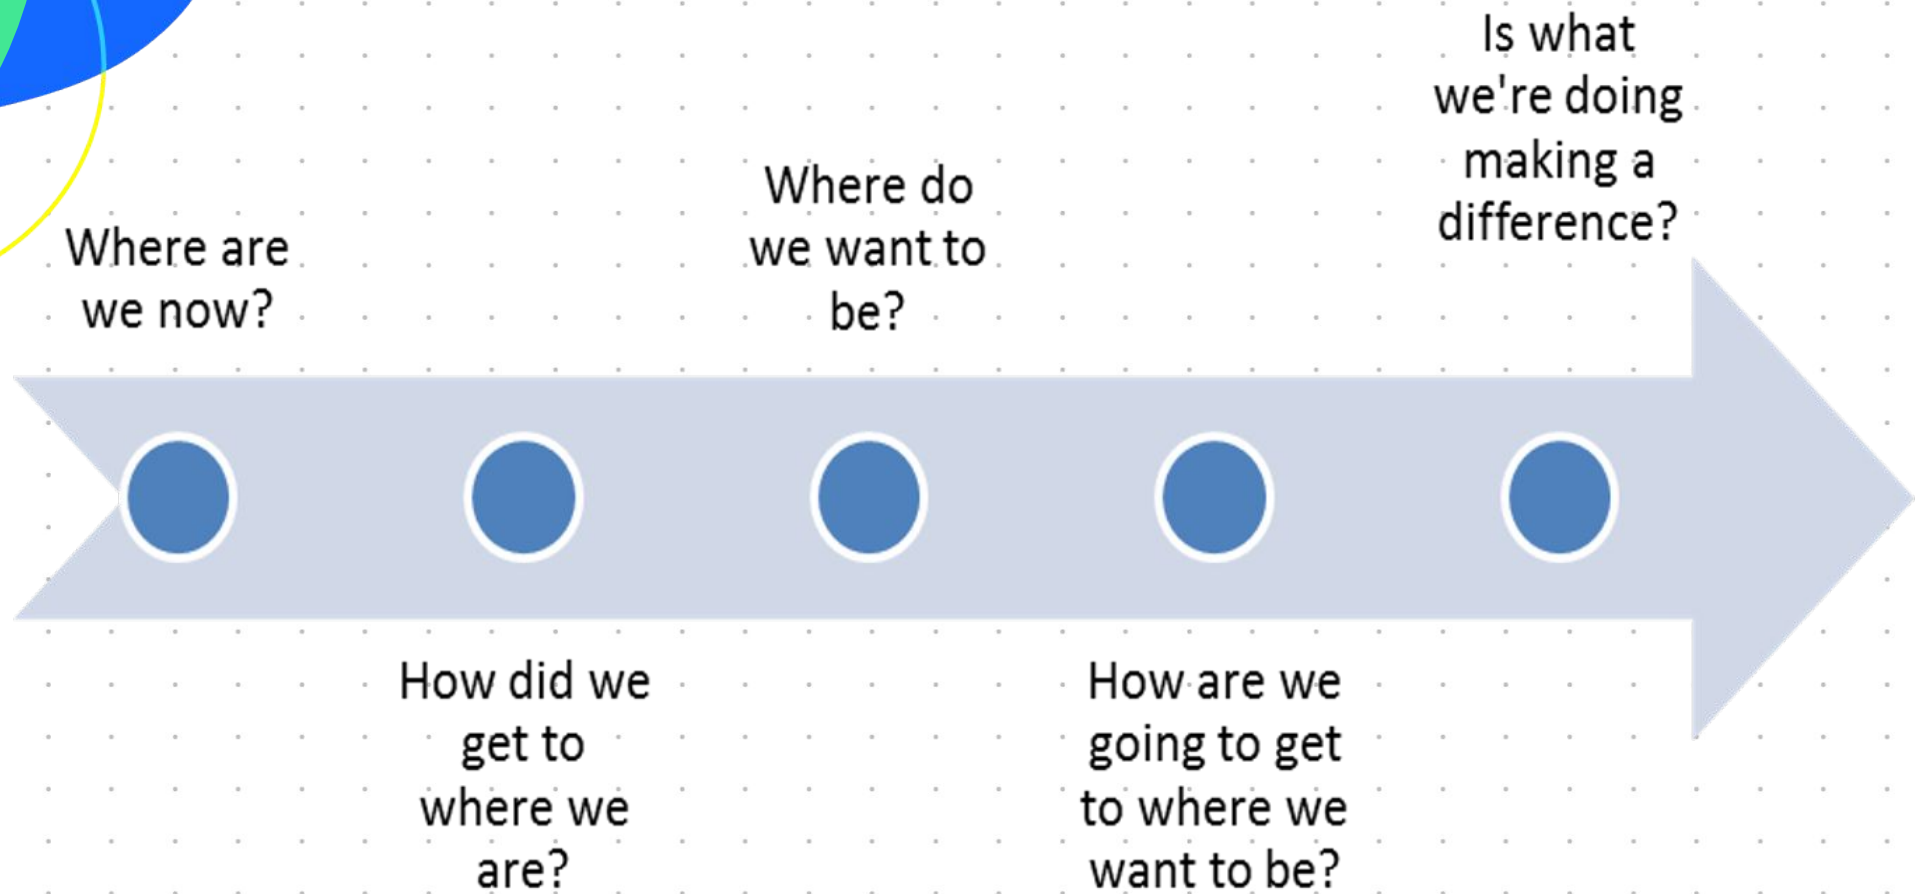 Where are
we now?
How did we
get to
where we
are?
Where do
we want to
be?
How are we
going to get
to where we
want to be?
Is what
we're doing
making a
difference?